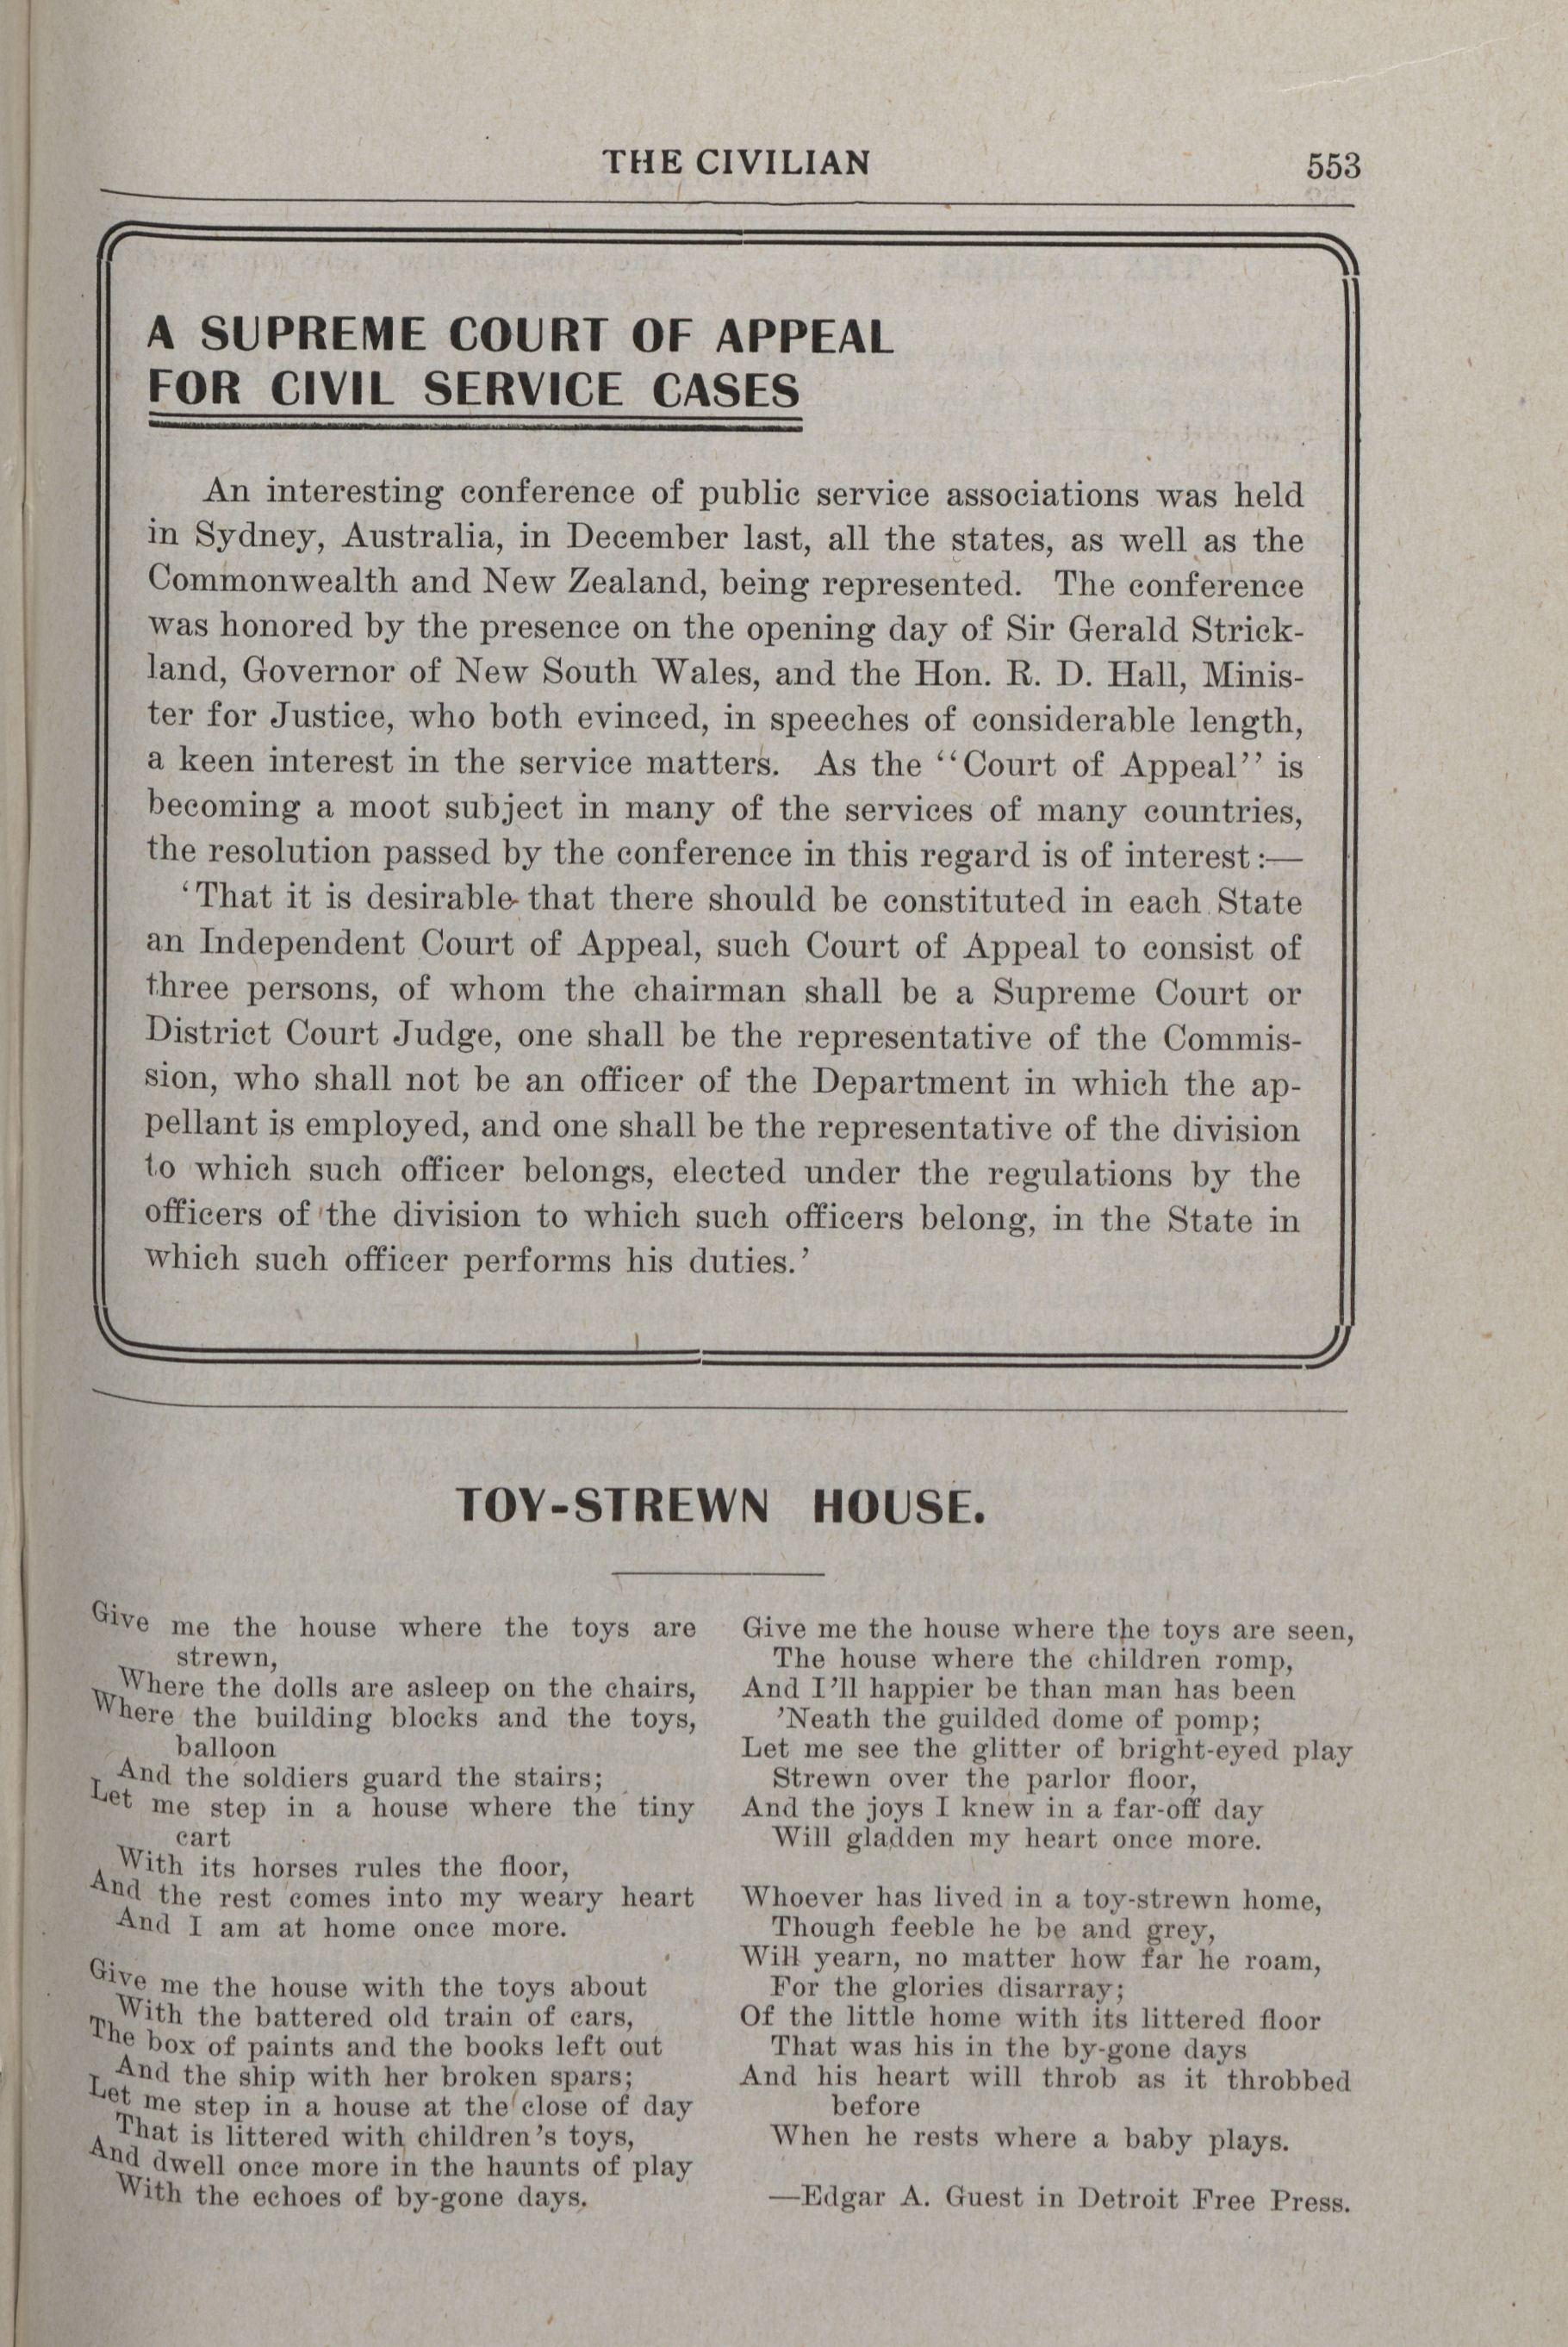 THE CIVILIAN 553
A SUPREME COURT OF APPEAL
FOR CIVIL SERVICE CASES
An interesting conference of public service associations was held
in Sydney, Australia, in December last, all the states, as well as the
Commonwealth and New Zealand, being represented. The conference
was honored by the presence on the opening day of Sir Gerald Strick-
land, Governor of New South Wales, and the Hon. R. D. Hall, Minis-
ter for Justice, who both evinced, in speeches of considerable length,
a keen interest in the service matters. As the ‘‘Court of Appeal’’ is
becoming a moot subject in many of the services of many countries,
the resolution passed by the conference in this regard is of interest:—
‘That it is desirable that there should be constituted in each State
an Independent Court of Appeal, such Court of Appeal to consist of
three persons, of whom the chairman shall be a Supreme Court or
District Court Judge, one shall be the representative of the Commis-
sion, who shall not be an officer of the Department in which the ap-
pellant is employed, and one shall be the representative of the division
to which such officer belongs, elected under the regulations by the
officers of the division to which such officers belong, in the State in
which such officer performs his duties.’
TOY-STREWN HOUSE.
Give me the house where the toys are
strewn,
Where the dolls are asleep on the chairs,
Where the building blocks and the toys,
balloon
And the soldiers guard the stairs;
Let me step in a house where the tiny
cart
With its horses rules the floor,
And the rest comes into my weary heart
And I am at home once more.
Give me the house with the toys about
With the battered old train of cars,
The box of paints and the books left out
And the ship with her broken spars;
Let me step in a house at the close of day
That is littered with children's toys,
And dwell once more in the haunts of play
With the echoes of by-gone days.
Give me the house where the toys are seen,
The house where the children romp,
And I'll happier be than man has been
'Neath the guilded dome of pomp;
Let me see the glitter of bright-eyed play
Strewn over the parlor floor,
And the joys I knew in a far-off day
Will gladden my heart once more.
Whoever has lived in a toy-strewn home,
Though feeble he be and grey,
Will yearn, no matter how far he roam,
For the glories disarray;
Of the little home with its littered floor
That was his in the by-gone days
And his heart will throb as it throbbed
before
When he rests where a baby plays.
—Edgar A. Guest in Detroit Free Press.